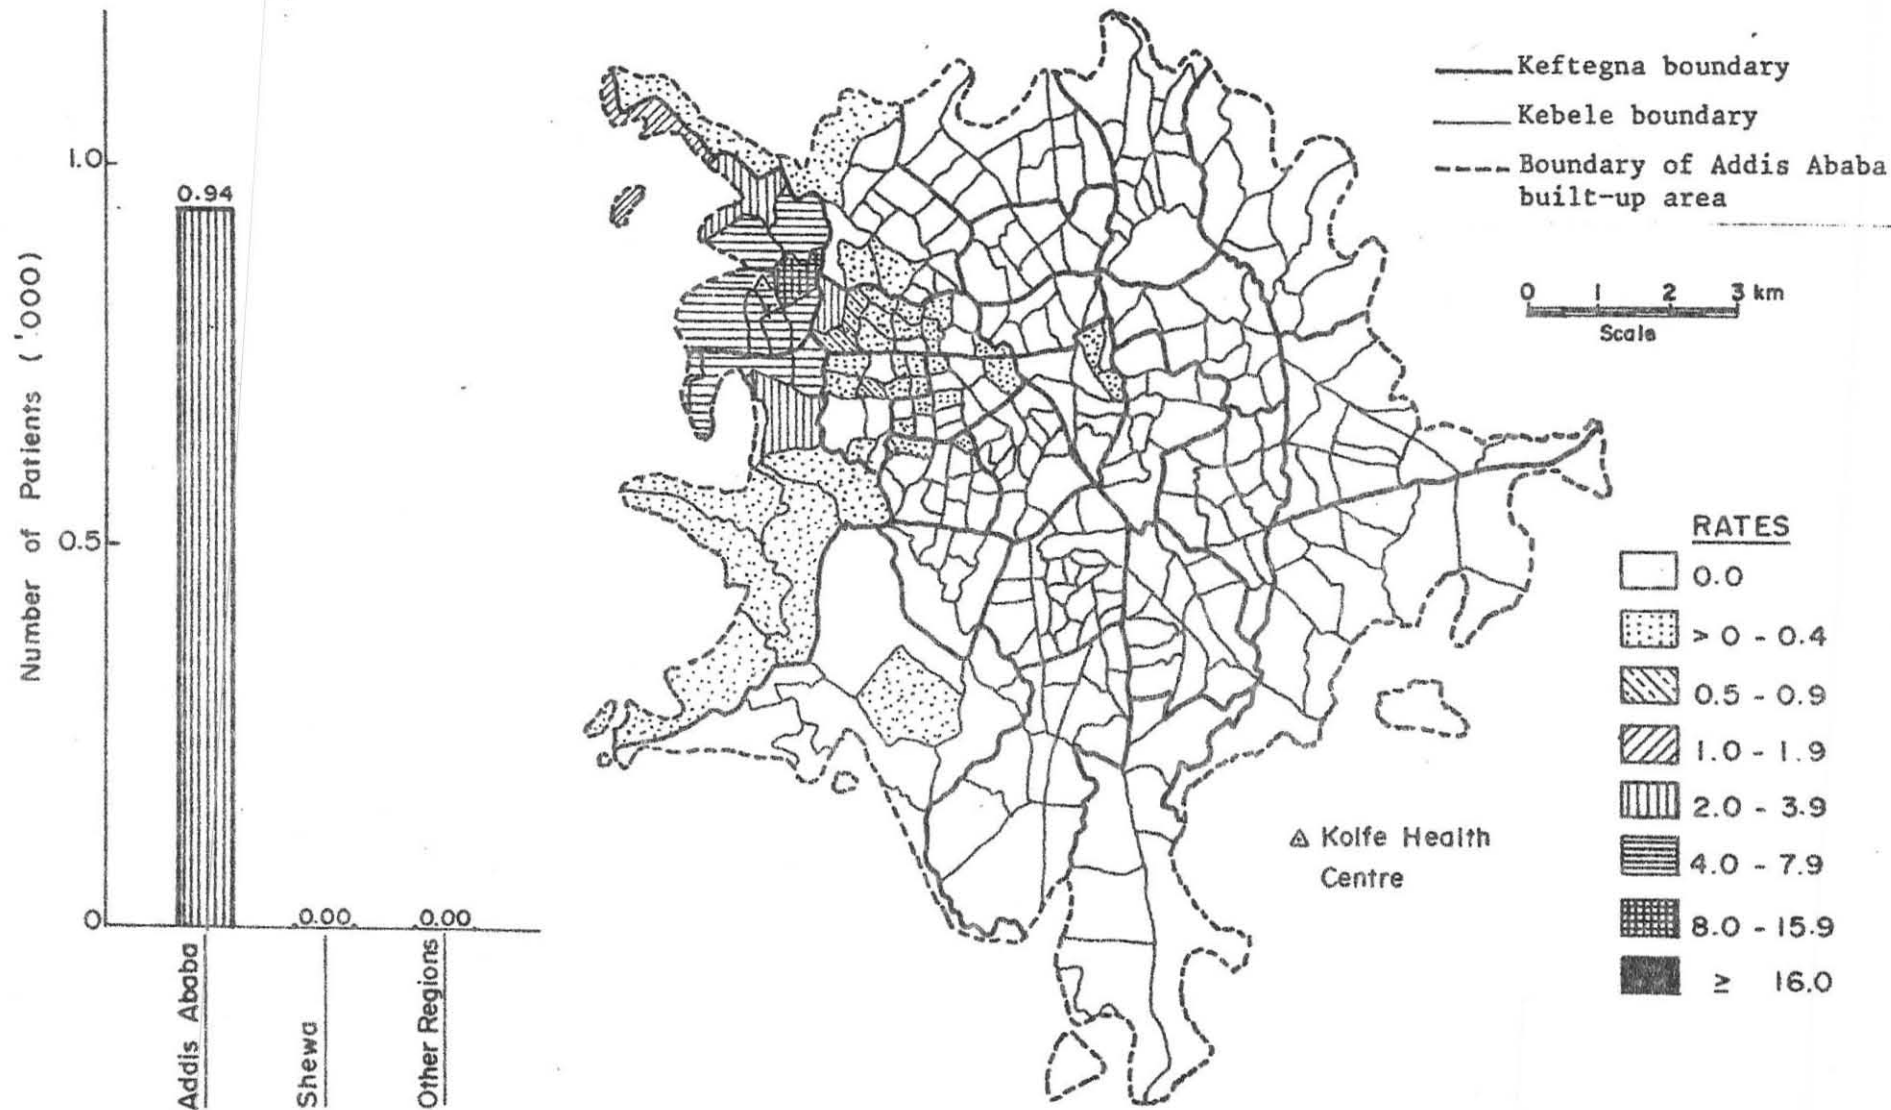 Number of Patients ('.000)
1.0
0.5
0
0.94
0.00
0.00
Addis Ababa
Shewa
Other Regions
Keftegna boundary
Kebele boundary
Boundary of Addis Ababa
built-up area
0 1 2 3 km
Scale
Kolfe Health
Centre
RATES
0.0
> 0 - 0.4
0.5 - 0.9
1.0 - 1.9
2.0 - 3.9
4.0 - 7.9
8.0 - 15.9
≥ 16.0